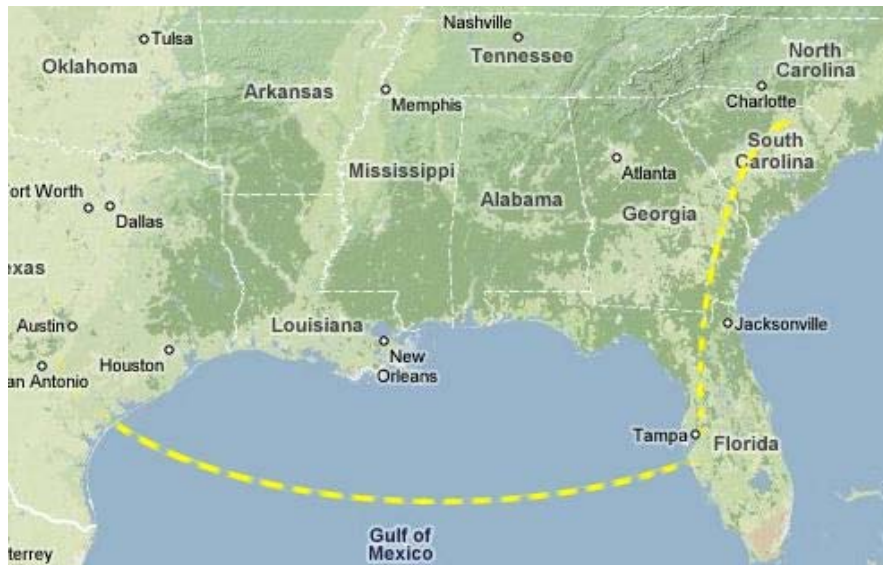 Nashville
Tulsa
Tennessee
North
Carolina
Oklahoma
Arkansas
Memphis
Charlotte
South
Carolina
Mississippi
Atlanta
Alabama
ort Worth
Dallas
Georgia
exas
Austin
Louisiana
Jacksonville
Houston
New
Orleans
an Antonio
Tampa
Florida
Gulf of
Mexico
terrey